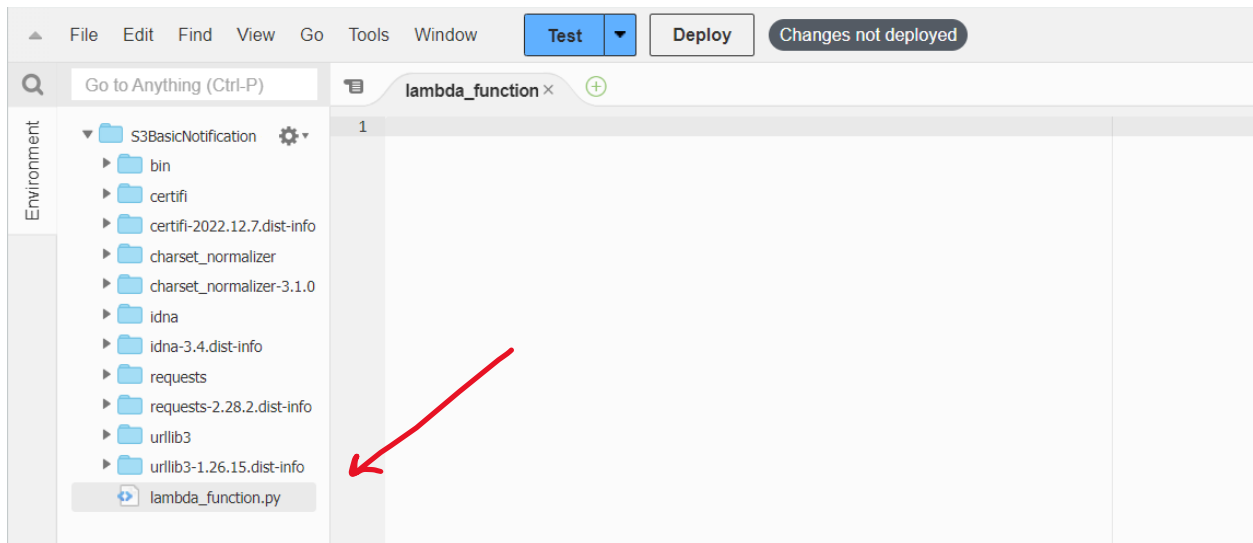 File Edit Find View Go Tools Window Test Deploy Changes not deployed
Go to Anything (Ctrl-P) lambda_function
Environment
S3BasicNotification 1
bin
certifi
certifi-2022.12.7.dist-info
charset_normalizer
charset_normalizer-3.1.0
idna
idna-3.4.dist-info
requests
requests-2.28.2.dist-info
urllib3
urllib3-1.26.15.dist-info
lambda_function.py